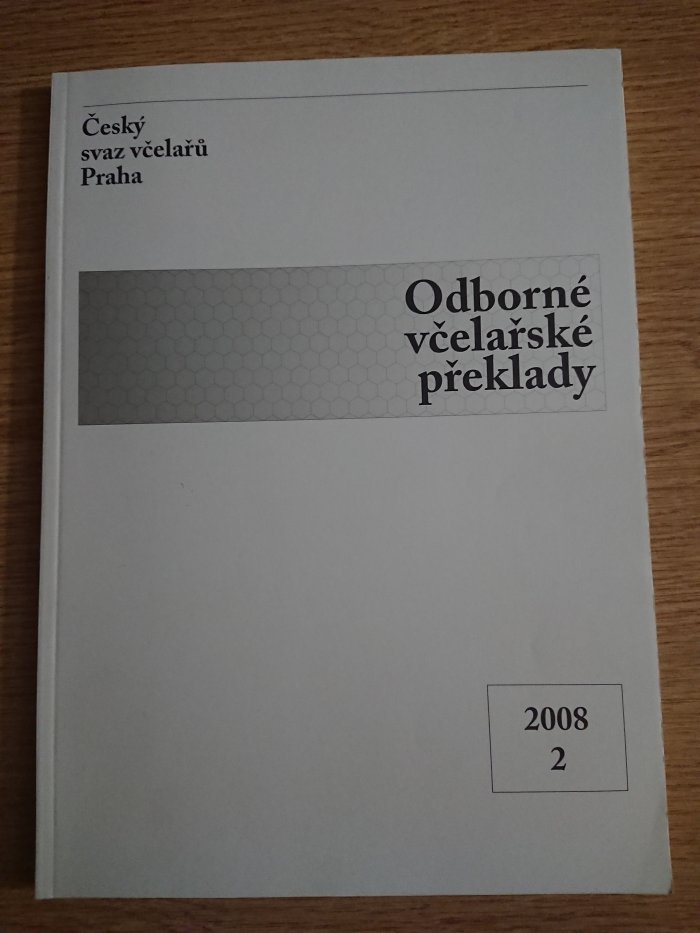 Český
svaz včelařů
Praha
Odborné
včelařské
překlady
2008
2